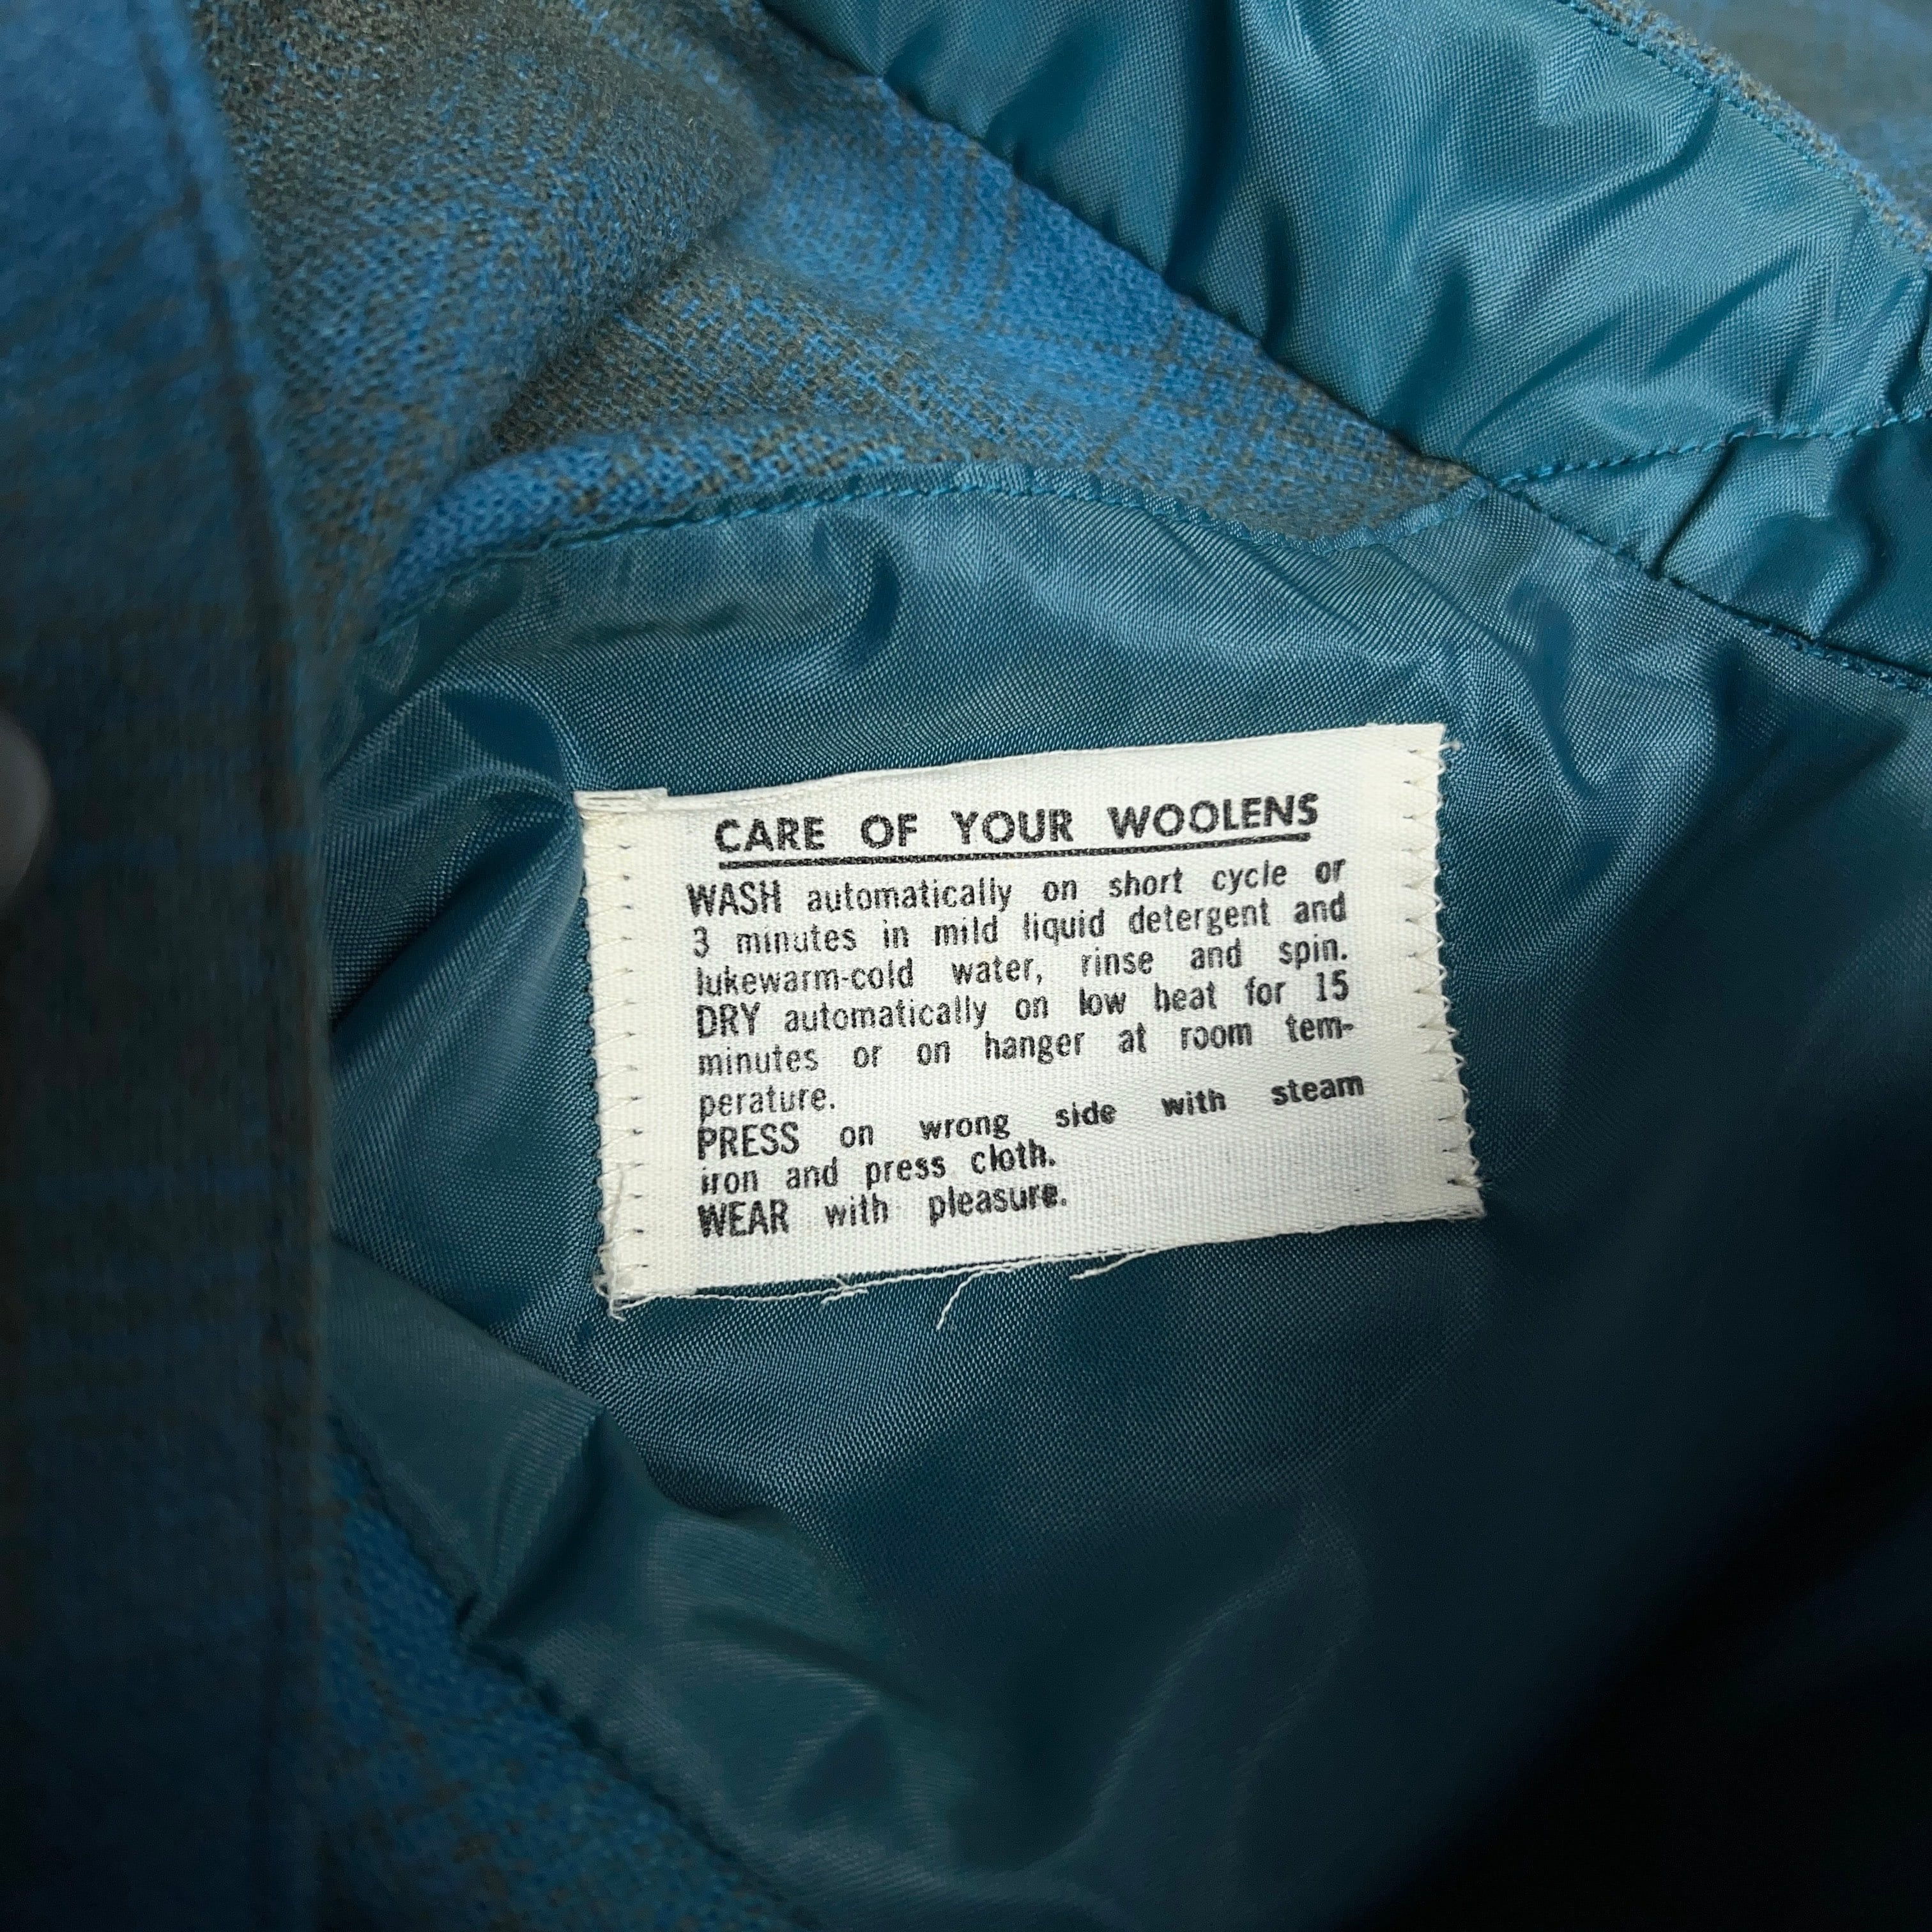 CARE OF YOUR WOOLENS
WASH automatically on short cycle or
3 minutes in mild liquid detergent and
lukewarm-cold water, rinse and spin.
DRY automatically on low heat for 15
minutes or on hanger at room tem-
perature.
PRESS on wrong side with steam
iron and press cloth.
WEAR with pleasure.